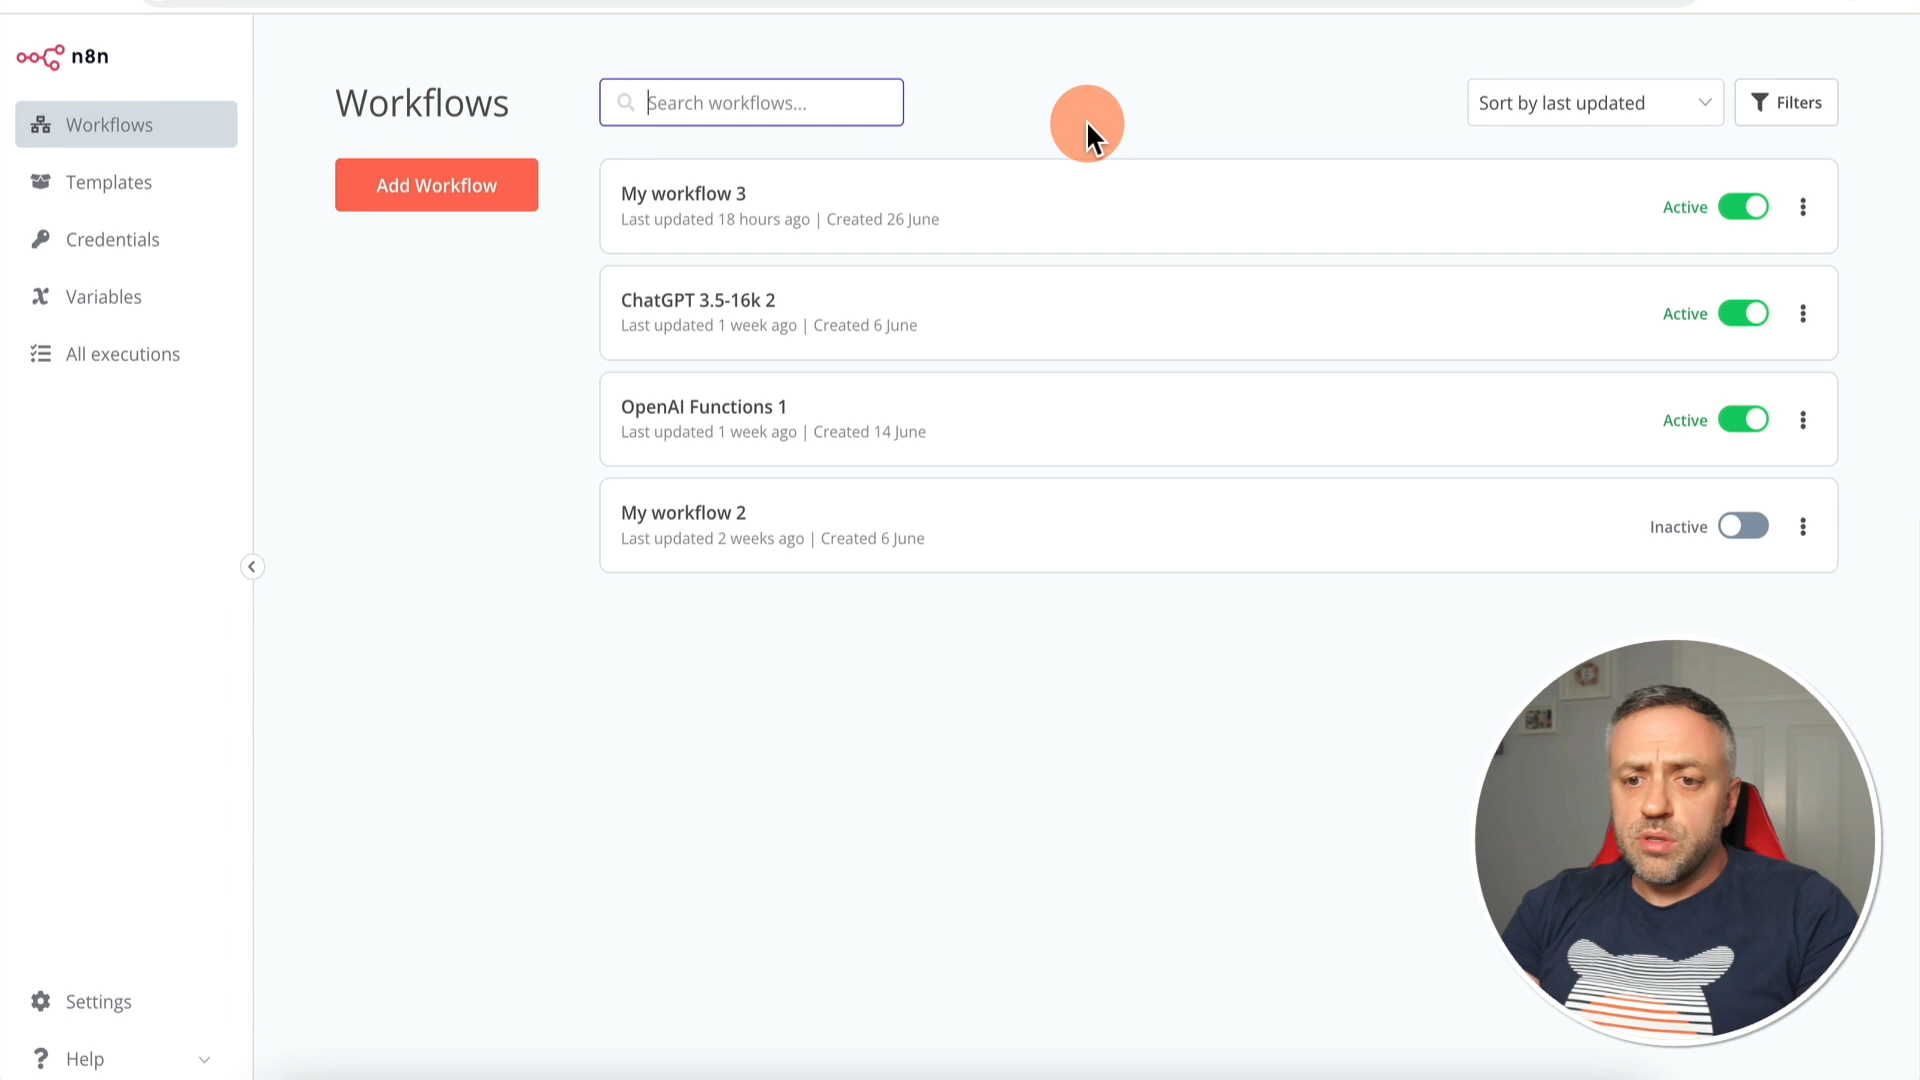 n8n
Workflows
Templates
Credentials
Variables
All executions
Settings
Help
Workflows
Search workflows...
Sort by last updated
Filters
Add Workflow
My workflow 3
Last updated 18 hours ago | Created 26 June
Active
ChatGPT 3.5-16k 2
Last updated 1 week ago | Created 6 June
Active
OpenAI Functions 1
Last updated 1 week ago | Created 14 June
Active
My workflow 2
Last updated 2 weeks ago | Created 6 June
Inactive